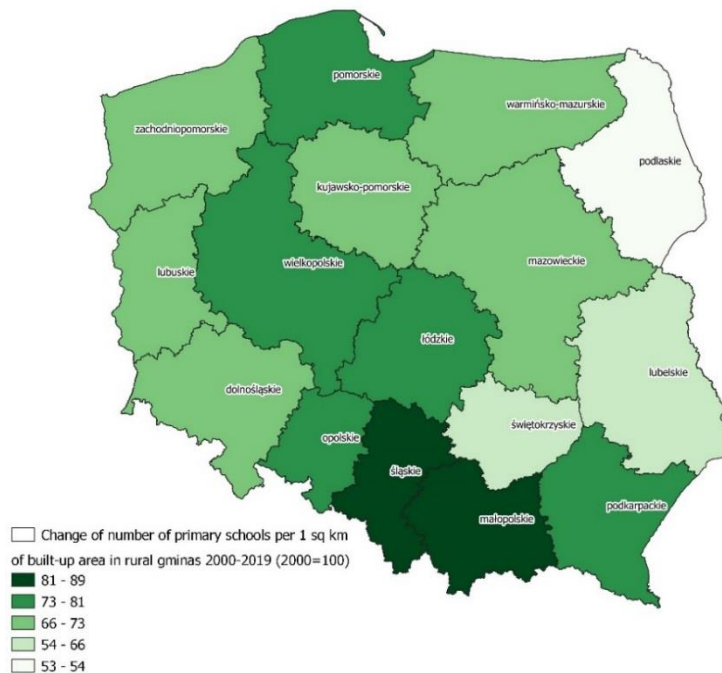 pomorskie
warmińsko-mazurskie
zachodniopomorskie
podlaskie
kujawsko-pomorskie
mazowieckie
wielkopolskie
lubuskie
łódzkie
lubelskie
dolnośląskie
świętokrzyskie
opolskie
śląskie
podkarpackie
małopolskie
Change of number of primary schools per 1 sq km
of built-up area in rural gminas 2000-2019 (2000=100)
81 - 89
73 - 81
66 - 73
54 - 66
53 - 54